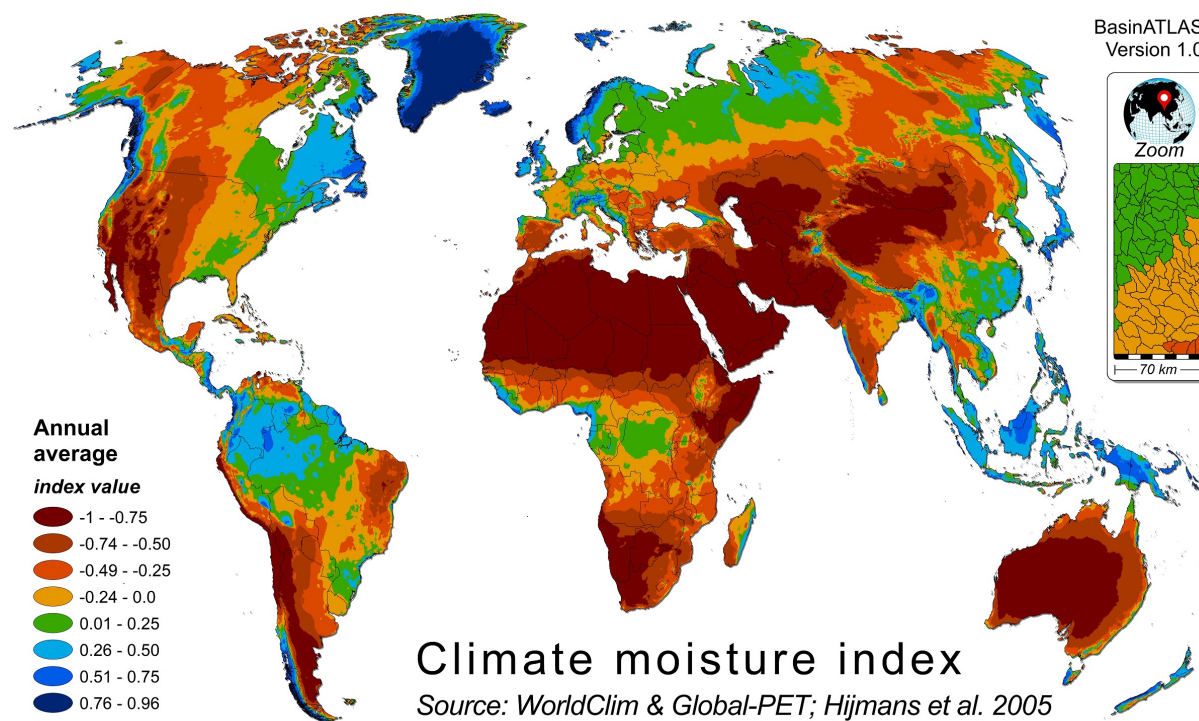 BasinATLAS
Version 1.0
Zoom
70 km
Annual
average
index value
-1 - -0.75
-0.74 - -0.50
-0.49 - -0.25
-0.24 - 0.0
0.01 - 0.25
0.26 - 0.50
0.51 - 0.75
0.76 - 0.96
Climate moisture index
Source: WorldClim & Global-PET; Hijmans et al. 2005